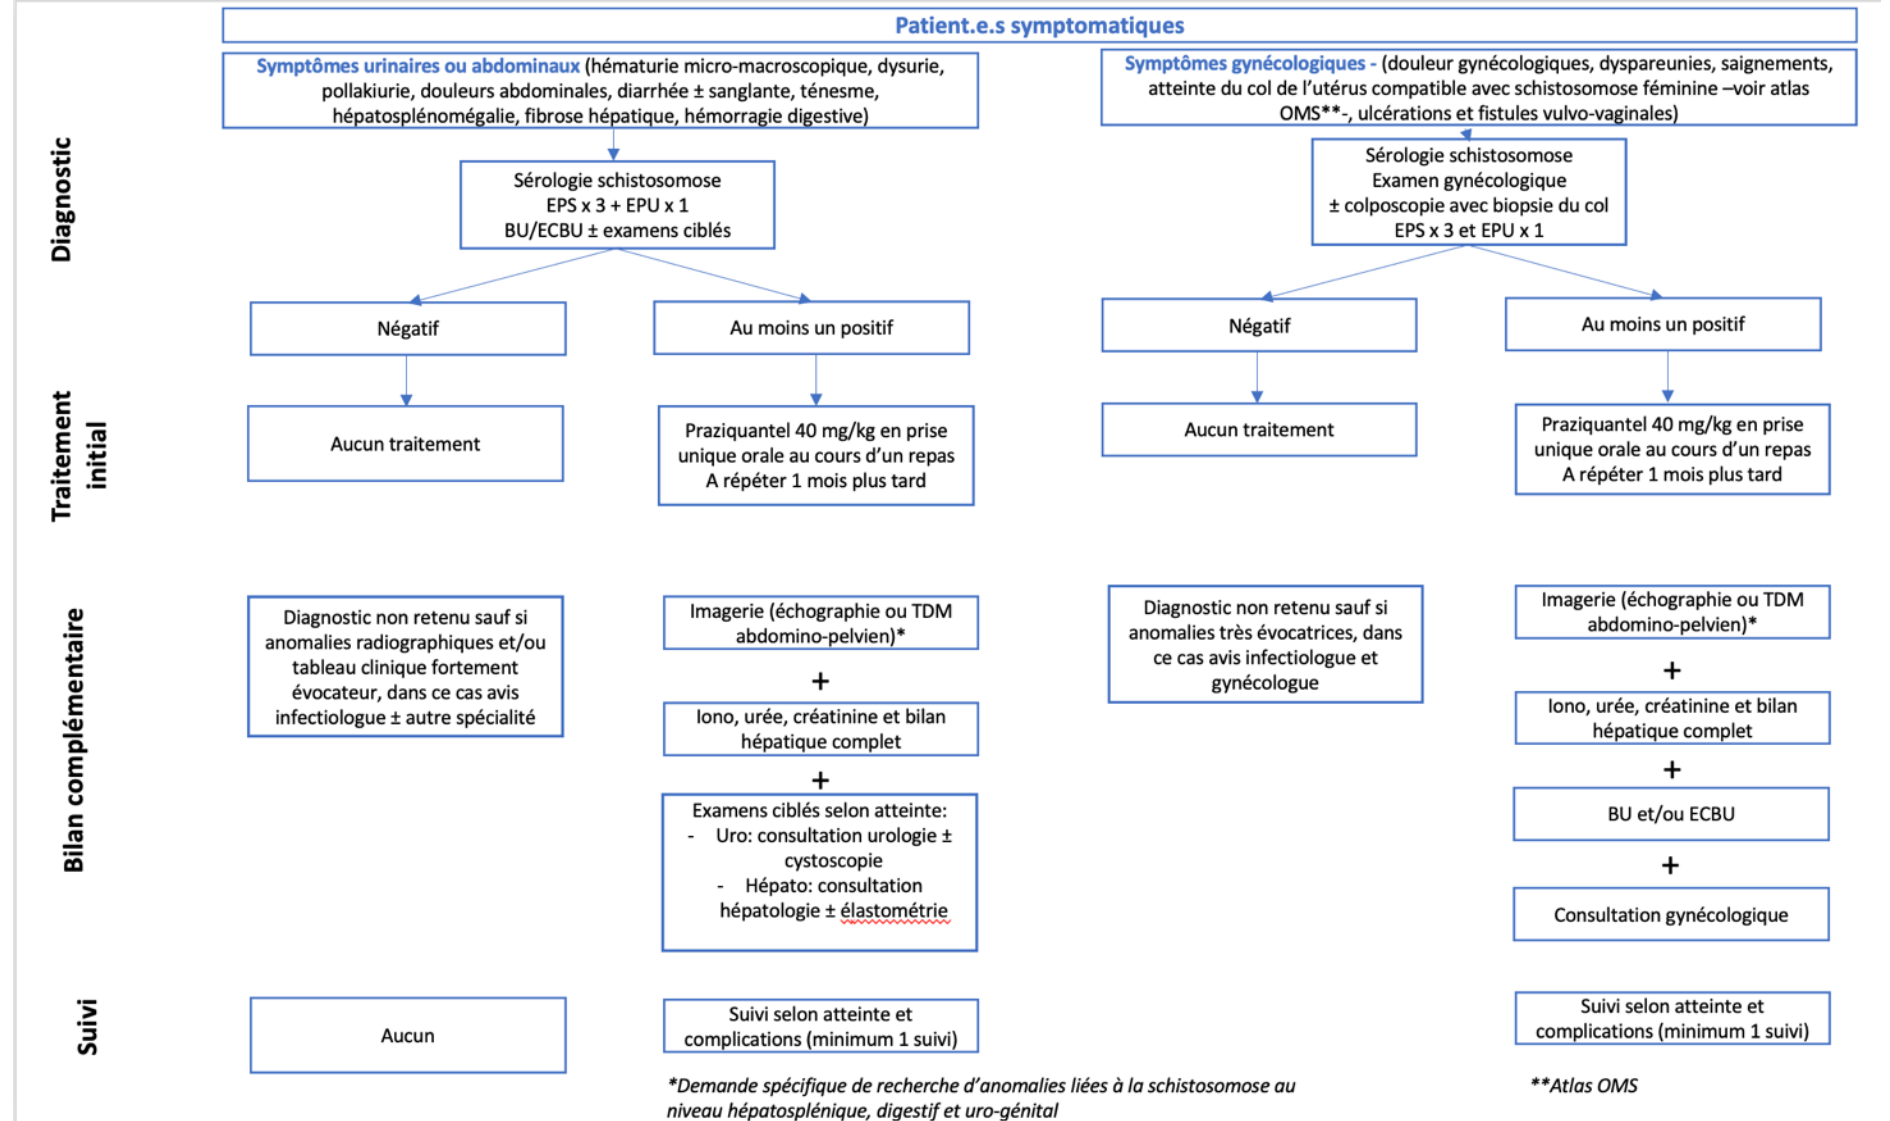 Patient.e.s symptomatiques
Symptômes urinaires ou abdominaux (hématurie micro-macroscopique, dysurie,
pollakiurie, douleurs abdominales, diarrhée ± sanglante, ténesme,
hépatosplénomégalie, fibrose hépatique, hémorragie digestive)
Symptômes gynécologiques - (douleur gynécologiques, dyspareunies, saignements,
atteinte du col de l'utérus compatible avec schistosomose féminine –voir atlas
OMS**-, ulcérations et fistules vulvo-vaginales)
Diagnostic
Sérologie schistosomose
EPS x 3 + EPU x 1
BU/ECBU ± examens ciblés
Sérologie schistosomose
Examen gynécologique
± colposcopie avec biopsie du col
EPS x 3 et EPU x 1
Négatif
Au moins un positif
Négatif
Au moins un positif
Traitement
initial
Aucun traitement
Praziquantel 40 mg/kg en prise
unique orale au cours d'un repas
A répéter 1 mois plus tard
Aucun traitement
Praziquantel 40 mg/kg en prise
unique orale au cours d'un repas
A répéter 1 mois plus tard
Bilan complémentaire
Diagnostic non retenu sauf si
anomalies radiographiques et/ou
tableau clinique fortement
évocateur, dans ce cas avis
infectiologue ± autre spécialité
Imagerie (échographie ou TDM
abdomino-pelvien)*
+
Iono, urée, créatinine et bilan
hépatique complet
+
Examens ciblés selon atteinte:
- Uro: consultation urologie ±
cystoscopie
- Hépato: consultation
hépatologie ± élastométrie
Diagnostic non retenu sauf si
anomalies très évocatrices, dans
ce cas avis infectiologue et
gynécologue
Imagerie (échographie ou TDM
abdomino-pelvien)*
+
Iono, urée, créatinine et bilan
hépatique complet
+
BU et/ou ECBU
+
Consultation gynécologique
Suivi
Aucun
Suivi selon atteinte et
complications (minimum 1 suivi)
Suivi selon atteinte et
complications (minimum 1 suivi)
*Demande spécifique de recherche d'anomalies liées à la schistosomose au
niveau hépatosplénique, digestif et uro-génital
**Atlas OMS